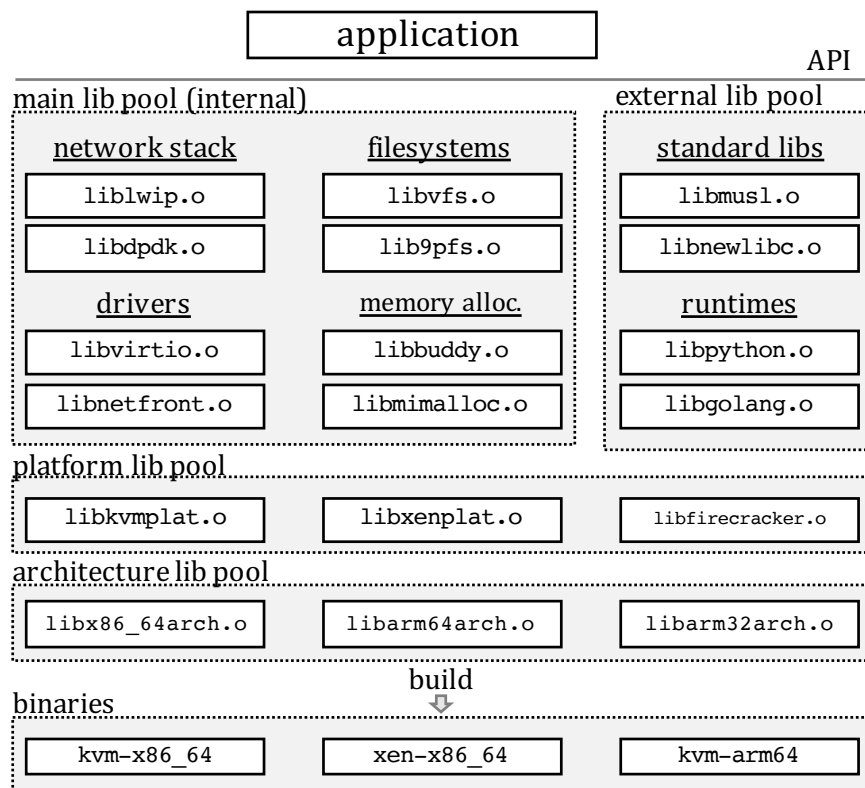 application
API
main lib pool (internal)
external lib pool
network stack
filesystems
standard libs
liblwip.o
libvfs.o
libmusl.o
libdpdk.o
lib9pfs.o
libnewlibc.o
drivers
memory alloc.
runtimes
libvirtio.o
libbuddy.o
libpython.o
libnetfront.o
libmimalloc.o
libgolang.o
platform lib pool
libkvmplat.o
libxenplat.o
libfirecracker.o
architecture lib pool
libx86_64arch.o
libarm64arch.o
libarm32arch.o
build
binaries
kvm-x86_64
xen-x86_64
kvm-arm64